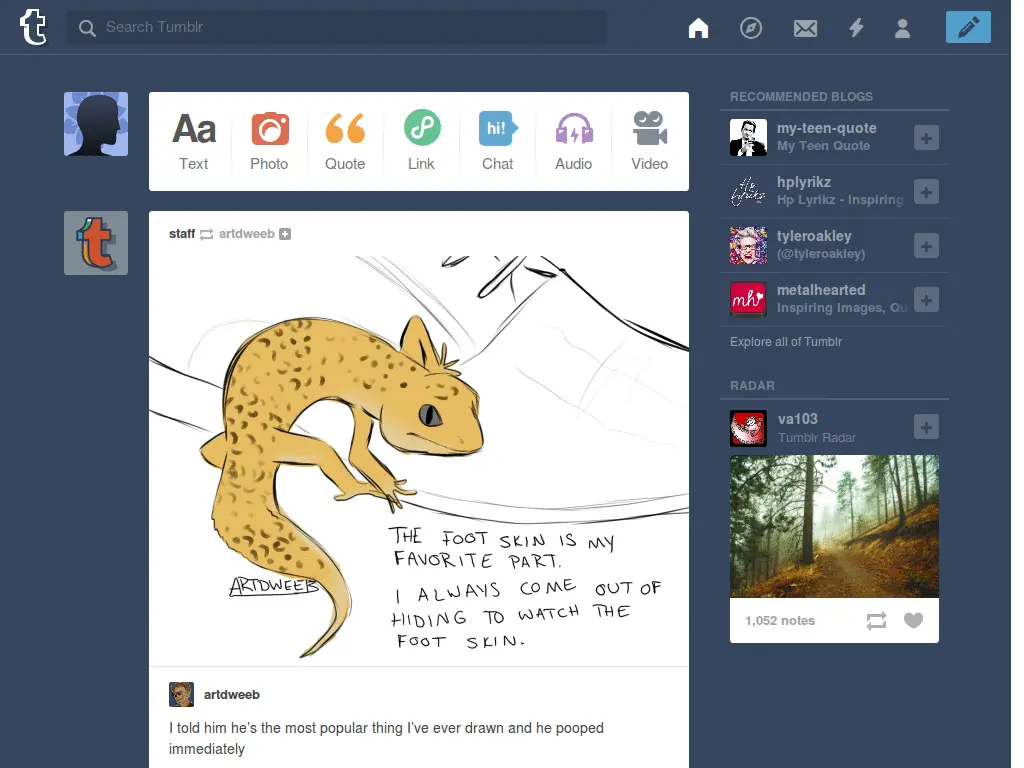 t
Search Tumblr
Aa
Text
Photo
Quote
Link
hi!
Chat
Audio
Video
staff artdweeb
ARTDWEEB
THE FOOT SKIN IS MY
FAVORITE PART.
I ALWAYS COME OUT OF
HIDING TO WATCH THE
FOOT SKIN.
artdweeb
I told him he's the most popular thing I've ever drawn and he pooped
immediately
RECOMMENDED BLOGS
my-teen-quote
My Teen Quote
hplyrikz
Hp Lyrikz - Inspiring
Hp Lyrikz
tyleroakley
(@tyleroakley)
mh
metalhearted
Inspiring Images, Qu
Explore all of Tumblr
RADAR
va103
Tumblr Radar
1,052 notes